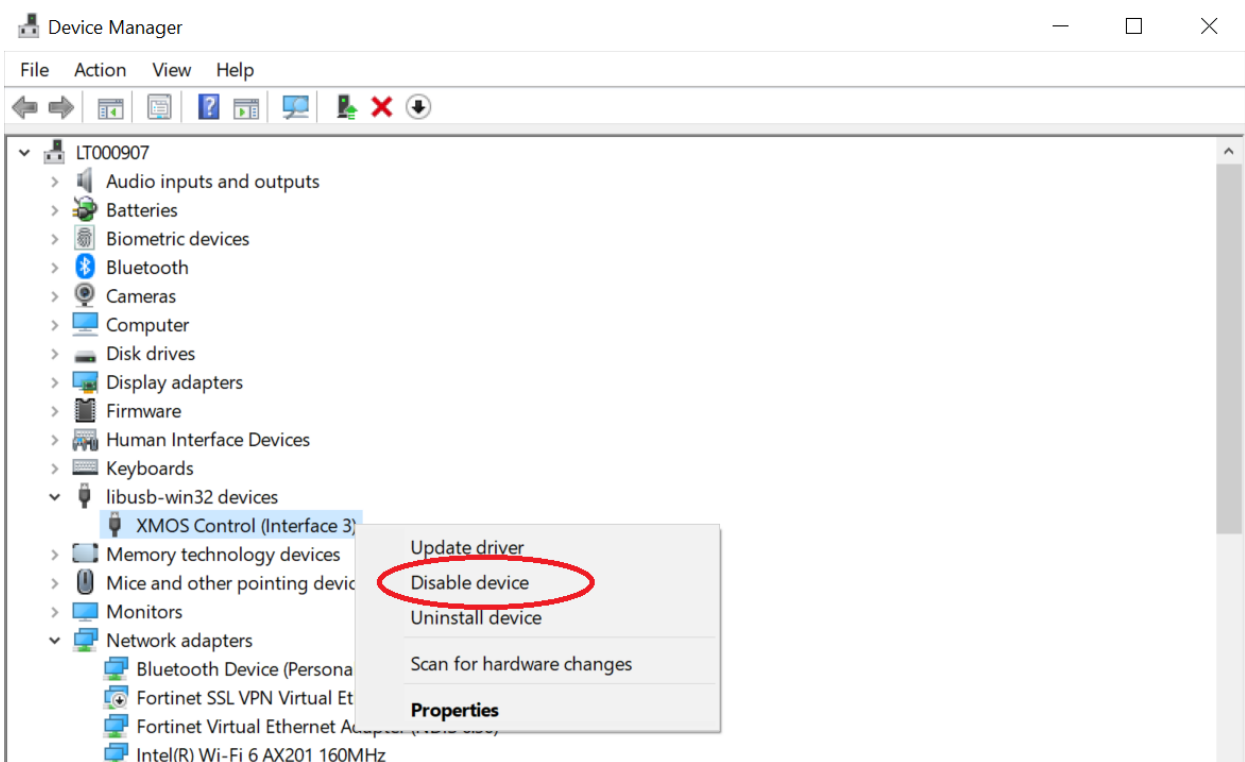 Device Manager
File Action View Help
LT000907
Audio inputs and outputs
Batteries
Biometric devices
Bluetooth
Cameras
Computer
Disk drives
Display adapters
Firmware
Human Interface Devices
Keyboards
libusb-win32 devices
XMOS Control (Interface 3)
Memory technology devices
Mice and other pointing devic
Monitors
Network adapters
Bluetooth Device (Persona
Fortinet SSL VPN Virtual Et
Fortinet Virtual Ethernet Adapter (NDIS 6.30)
Intel(R) Wi-Fi 6 AX201 160MHz
Update driver
Disable device
Uninstall device
Scan for hardware changes
Properties